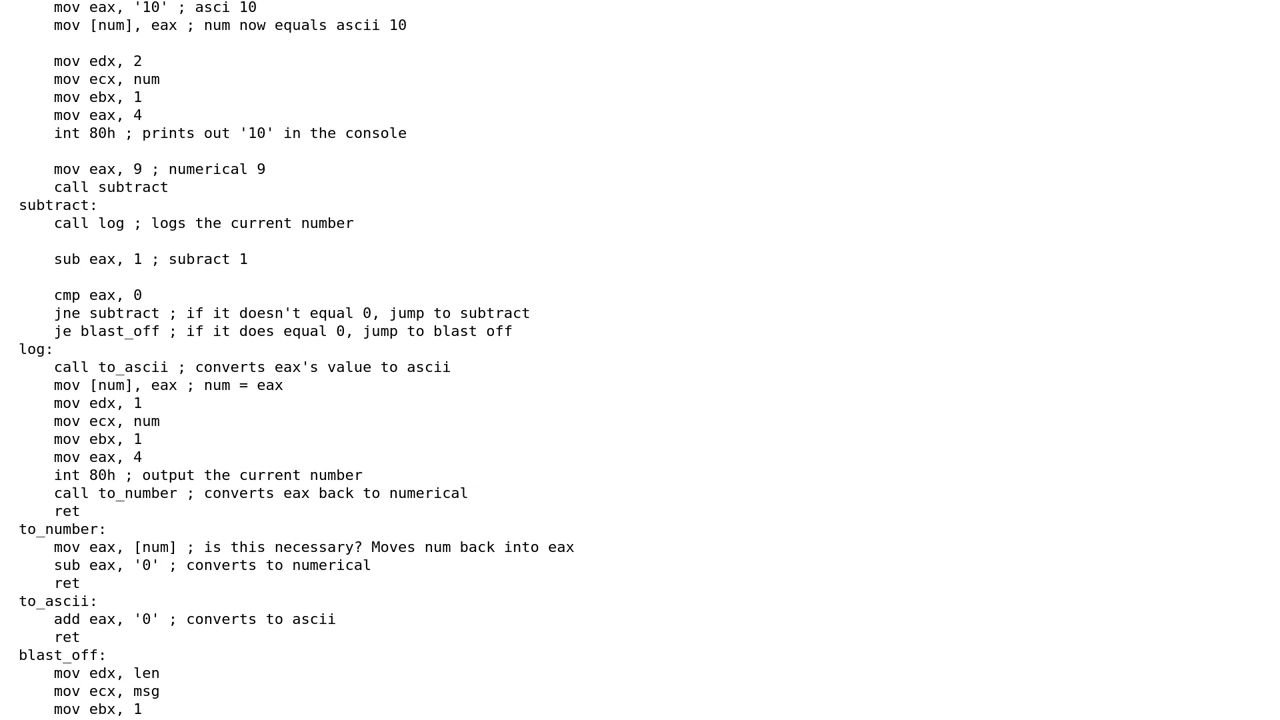 mov eax, '10' ; asci 10
mov [num], eax ; num now equals ascii 10
mov edx, 2
mov ecx, num
mov ebx, 1
mov eax, 4
int 80h ; prints out '10' in the console
mov eax, 9 ; numerical 9
call subtract
subtract:
call log ; logs the current number
sub eax, 1 ; subract 1
cmp eax, 0
jne subtract ; if it doesn't equal 0, jump to subtract
je blast_off ; if it does equal 0, jump to blast off
log:
call to_ascii ; converts eax's value to ascii
mov [num], eax ; num = eax
mov edx, 1
mov ecx, num
mov ebx, 1
mov eax, 4
int 80h ; output the current number
call to_number ; converts eax back to numerical
ret
to_number:
mov eax, [num] ; is this necessary? Moves num back into eax
sub eax, '0' ; converts to numerical
ret
to_ascii:
add eax, '0' ; converts to ascii
ret
blast_off:
mov edx, len
mov ecx, msg
mov ebx, 1